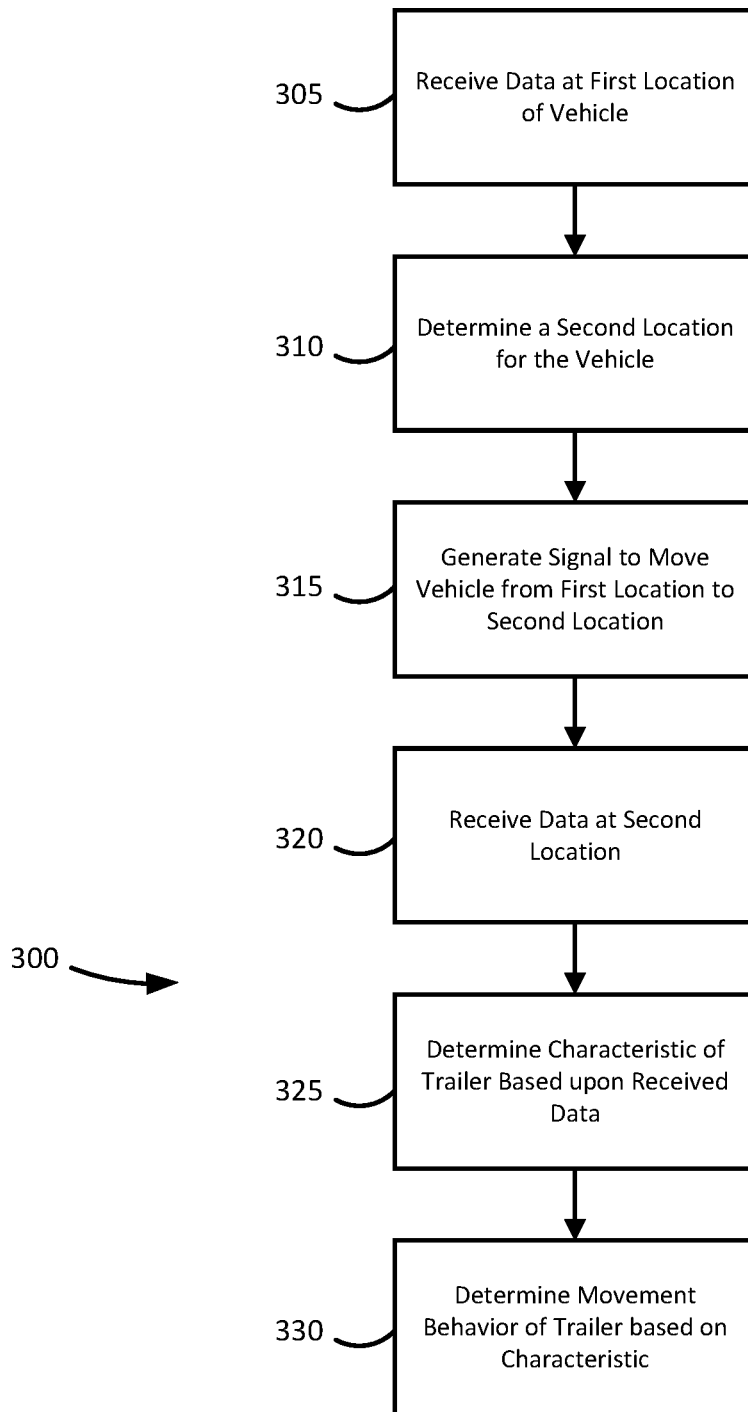 305
Receive Data at First Location
of Vehicle
310
Determine a Second Location
for the Vehicle
315
Generate Signal to Move
Vehicle from First Location to
Second Location
320
Receive Data at Second
Location
300
325
Determine Characteristic of
Trailer Based upon Received
Data
330
Determine Movement
Behavior of Trailer based on
Characteristic